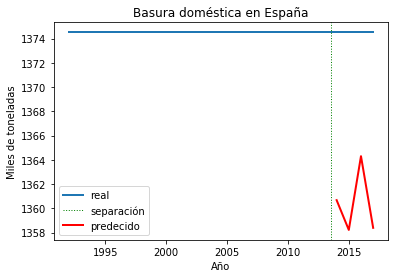 Basura doméstica en España
Miles de toneladas
1374
1372
1370
1368
1366
1364
1362
1360
1358
real
separación
predecido
1995
2000
2005
2010
2015
Año